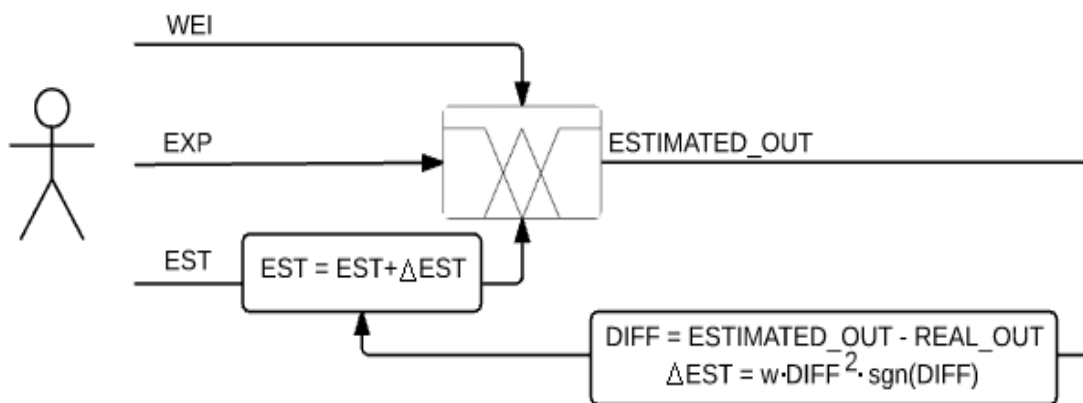 WEI
EXP
ESTIMATED_OUT
EST
EST = EST+ΔEST
DIFF = ESTIMATED_OUT - REAL_OUT
ΔEST = w·DIFF²· sgn(DIFF)